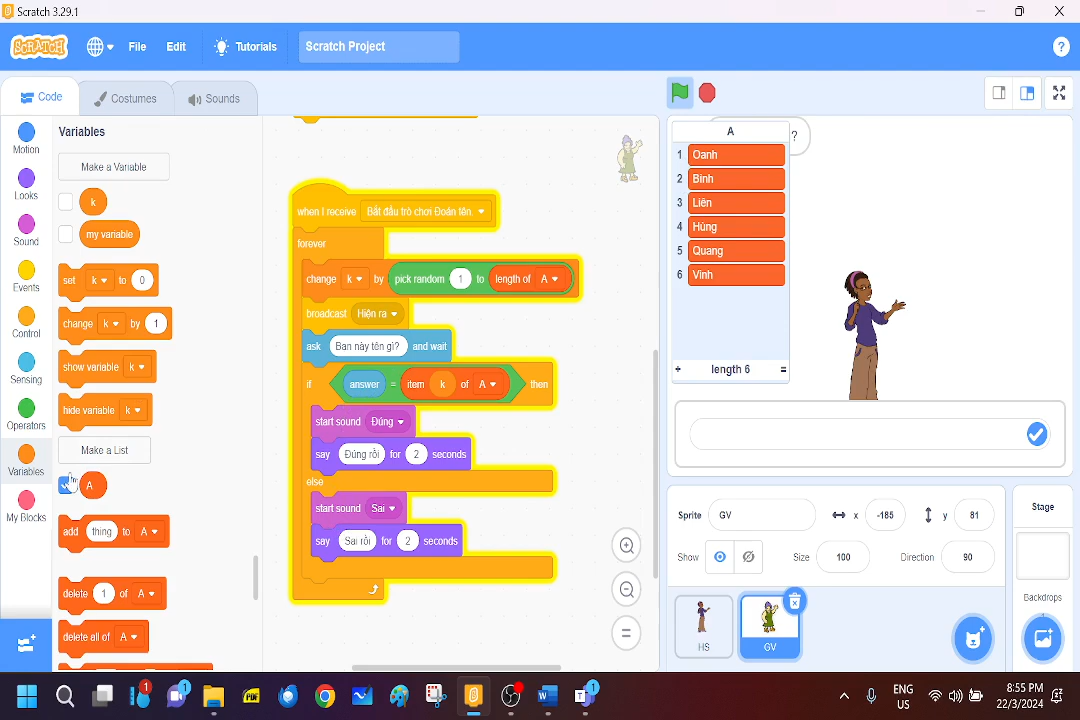 Scratch 3.29.1
SCRATCH
File
Edit
Tutorials
Scratch Project
?
Code
Costumes
Sounds
Motion
Looks
Sound
Events
Control
Sensing
Operators
Variables
My Blocks
Variables
Make a Variable
k
my variable
set k to 0
change k by 1
show variable k
hide variable k
Make a List
A
add thing to A
delete 1 of A
delete all of A
when I receive Bắt đầu trò chơi Đoán tên.
forever
change k by pick random 1 to length of A
broadcast Hiện ra
ask Bạn này tên gì? and wait
if answer = item k of A then
start sound Đúng
say Đúng rồi for 2 seconds
else
start sound Sai
say Sai rồi for 2 seconds
A
?
1 Oanh
2 Bình
3 Liên
4 Hùng
5 Quang
6 Vinh
+ length 6 =
Sprite GV x -185 y 81
Show Size 100 Direction 90
HS
GV
Stage
Backdrops
1
1
PDF
W
T
1
ENG
US
8:55 PM
22/3/2024